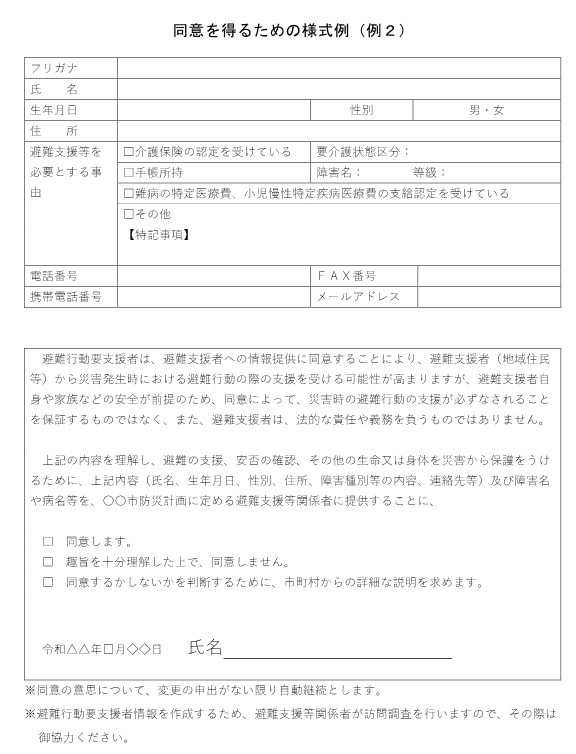 同意を得るための様式例（例２）
フリガナ
氏　　名
生年月日　性別　男・女
住　　所
避難支援等を　□介護保険の認定を受けている　要介護状態区分：
必要とする事　□手帳所持　障害名：　等級：
由　□難病の特定医療費、小児慢性特定疾病医療費の支給認定を受けている
□その他
【特記事項】
電話番号　ＦＡＸ番号
携帯電話番号　メールアドレス
避難行動要支援者は、避難支援者への情報提供に同意することにより、避難支援者（地域住民
等）から災害発生時における避難行動の際の支援を受ける可能性が高まりますが、避難支援者自
身や家族などの安全が前提のため、同意によって、災害時の避難行動の支援が必ずなされること
を保証するものではなく、また、避難支援者は、法的な責任や義務を負うものではありません。
上記の内容を理解し、避難の支援、安否の確認、その他の生命又は身体を災害から保護をうけ
るために、上記内容（氏名、生年月日、性別、住所、障害種別等の内容、連絡先等）及び障害名
や病名等を、〇〇市防災計画に定める避難支援等関係者に提供することに、
□　同意します。
□　趣旨を十分理解した上で、同意しません。
□　同意するかしないかを判断するために、市町村からの詳細な説明を求めます。
令和△△年□月◇◇日　氏名
※同意の意思について、変更の申出がない限り自動継続とします。
※避難行動要支援者情報を作成するため、避難支援等関係者が訪問調査を行いますので、その際は
御協力ください。